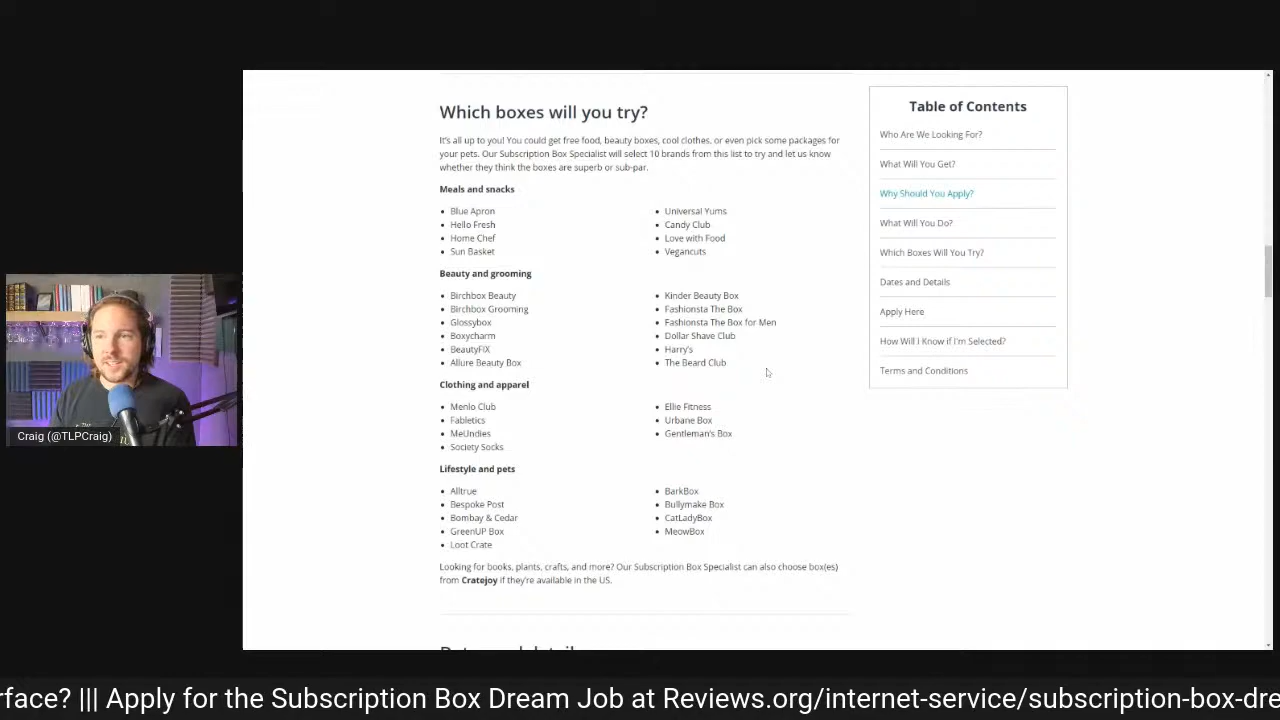 Which boxes will you try?
It's all up to you! You could get free food, beauty boxes, cool clothes, or even pick some packages for
your pets. Our Subscription Box Specialist will select 10 brands from this list to try and let us know
whether they think the boxes are superb or sub-par.
Meals and snacks
Blue Apron
Hello Fresh
Home Chef
Sun Basket
Universal Yums
Candy Club
Love with Food
Vegancuts
Beauty and grooming
Birchbox Beauty
Birchbox Grooming
Glossybox
Boxycharm
BeautyFIX
Allure Beauty Box
Kinder Beauty Box
Fashionsta The Box
Fashionsta The Box for Men
Dollar Shave Club
Harry's
The Beard Club
Clothing and apparel
Menlo Club
Fabletics
MeUndies
Society Socks
Ellie Fitness
Urbane Box
Gentleman's Box
Lifestyle and pets
Alltrue
Bespoke Post
Bombay & Cedar
GreenUP Box
Loot Crate
BarkBox
Bullymake Box
CatLadyBox
MeowBox
Looking for books, plants, crafts, and more? Our Subscription Box Specialist can also choose box(es)
from Cratejoy if they're available in the US.
Table of Contents
Who Are We Looking For?
What Will You Get?
Why Should You Apply?
What Will You Do?
Which Boxes Will You Try?
Dates and Details
Apply Here
How Will I Know if I'm Selected?
Terms and Conditions
Craig (@TLPCraig)
rface? ||| Apply for the Subscription Box Dream Job at Reviews.org/internet-service/subscription-box-dre